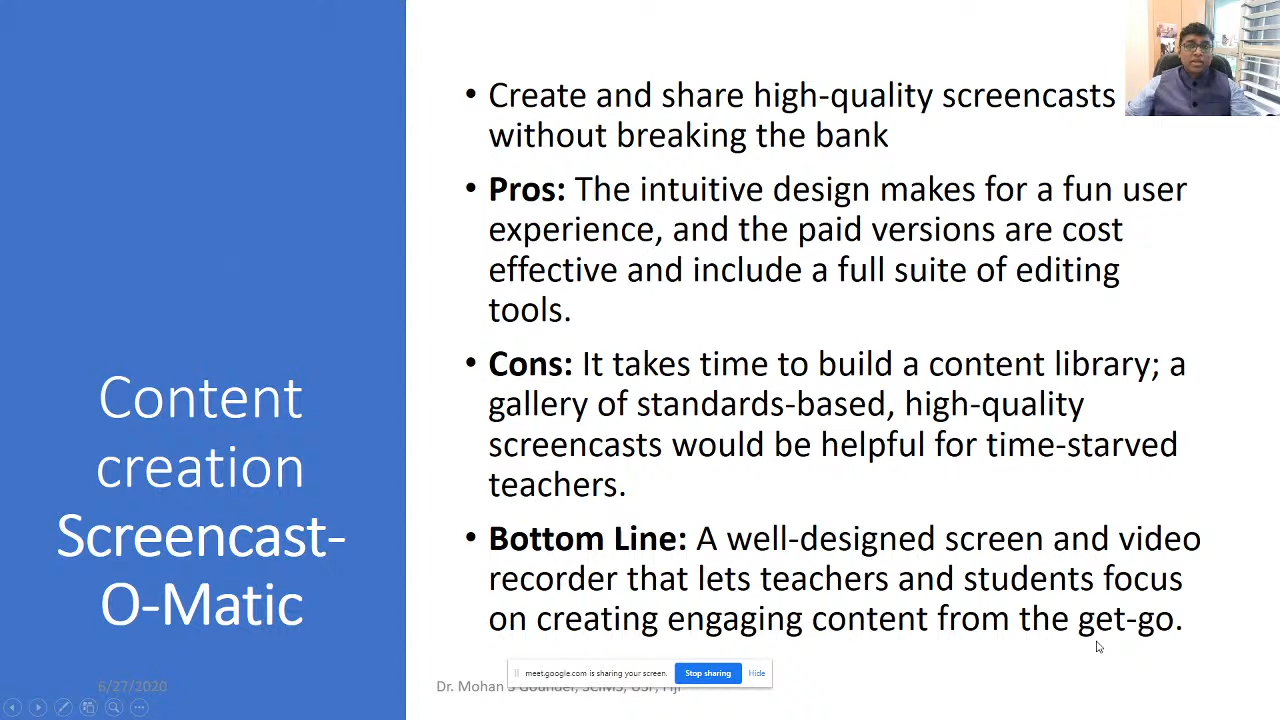 • Create and share high-quality screencasts
without breaking the bank
• Pros: The intuitive design makes for a fun user
experience, and the paid versions are cost
effective and include a full suite of editing
tools.
• Cons: It takes time to build a content library; a
gallery of standards-based, high-quality
screencasts would be helpful for time-starved
teachers.
• Bottom Line: A well-designed screen and video
recorder that lets teachers and students focus
on creating engaging content from the get-go.
Content
creation
Screencast-
O-Matic
meet.google.com is sharing your screen. Stop sharing Hide
6/27/2020
Dr. Mohan